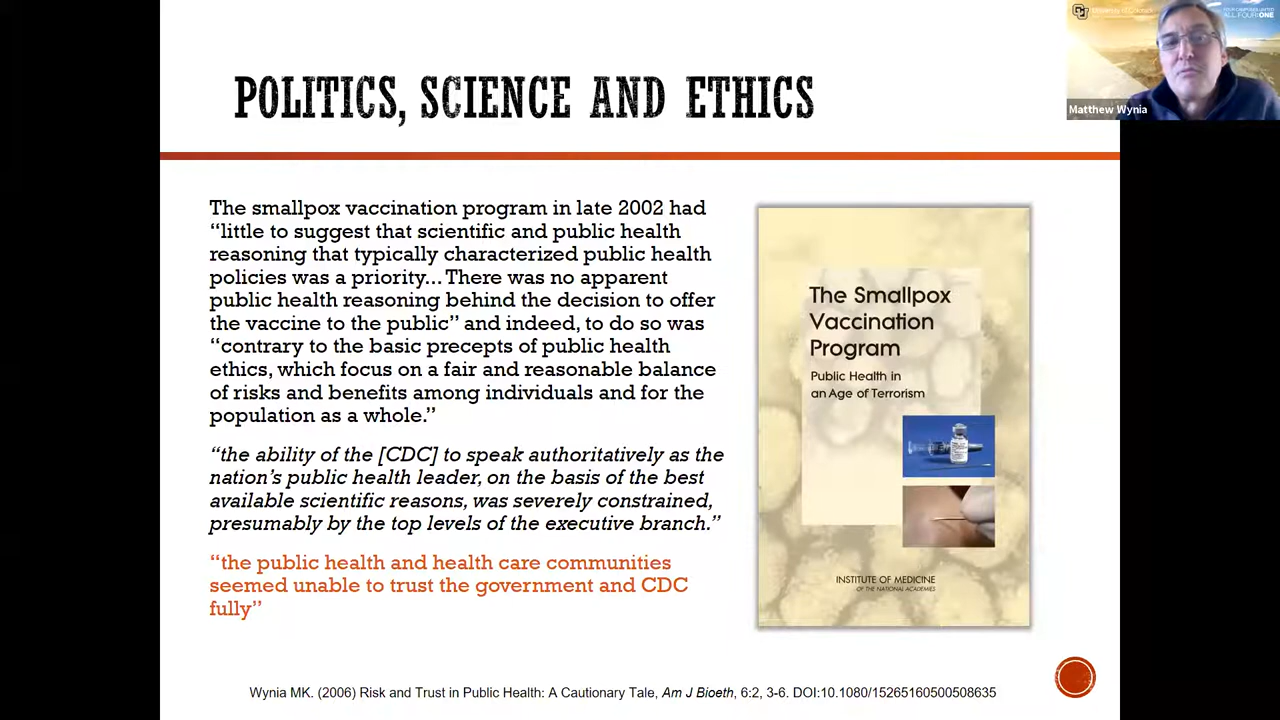 POLITICS, SCIENCE AND ETHICS
Matthew Wynia
The smallpox vaccination program in late 2002 had
“little to suggest that scientific and public health
reasoning that typically characterized public health
policies was a priority... There was no apparent
public health reasoning behind the decision to offer
the vaccine to the public” and indeed, to do so was
“contrary to the basic precepts of public health
ethics, which focus on a fair and reasonable balance
of risks and benefits among individuals and for the
population as a whole.”
“the ability of the [CDC] to speak authoritatively as the
nation’s public health leader, on the basis of the best
available scientific reasons, was severely constrained,
presumably by the top levels of the executive branch.”
“the public health and health care communities
seemed unable to trust the government and CDC
fully”
The Smallpox
Vaccination
Program
Public Health in
an Age of Terrorism
INSTITUTE OF MEDICINE
OF THE NATIONAL ACADEMIES
Wynia MK. (2006) Risk and Trust in Public Health: A Cautionary Tale, Am J Bioeth, 6:2, 3-6. DOI:10.1080/15265160500508635